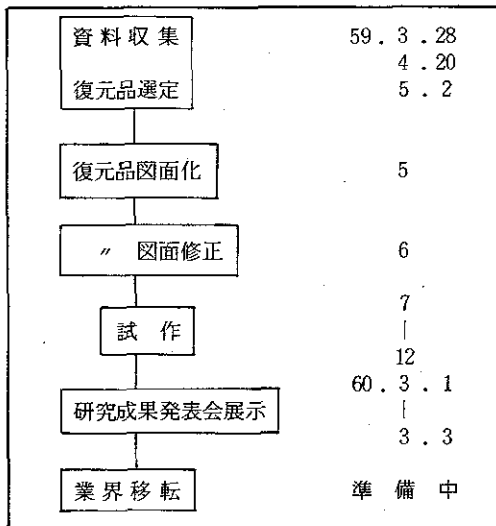 資料収集 59.3.28
4.20
復元品選定 5.2
復元品図面化 5
〃 図面修正 6
7
|
試作
12
60.3.1
研究成果発表会展示
|
3.3
業界移転 準備中